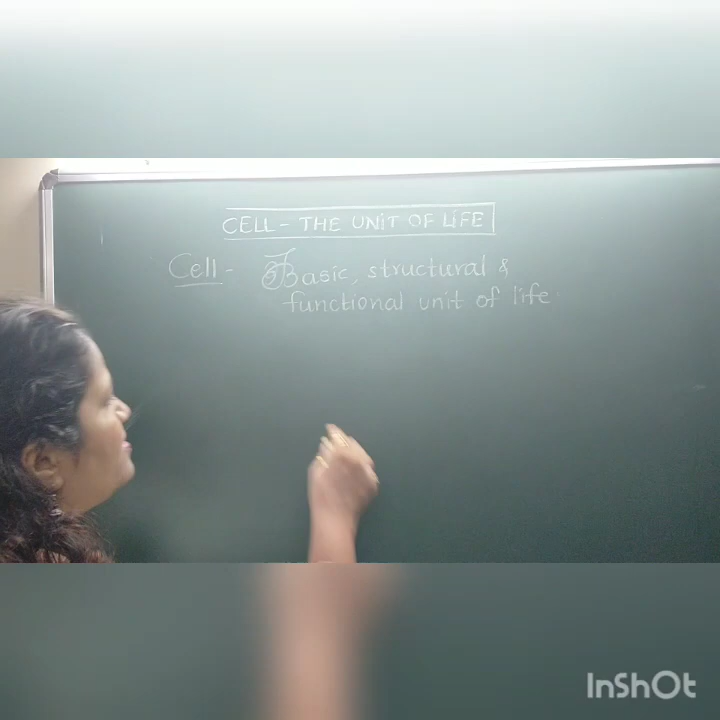 CELL - THE UNIT OF LIFE
Cell - Basic, structural &
functional unit of life.
InShOt